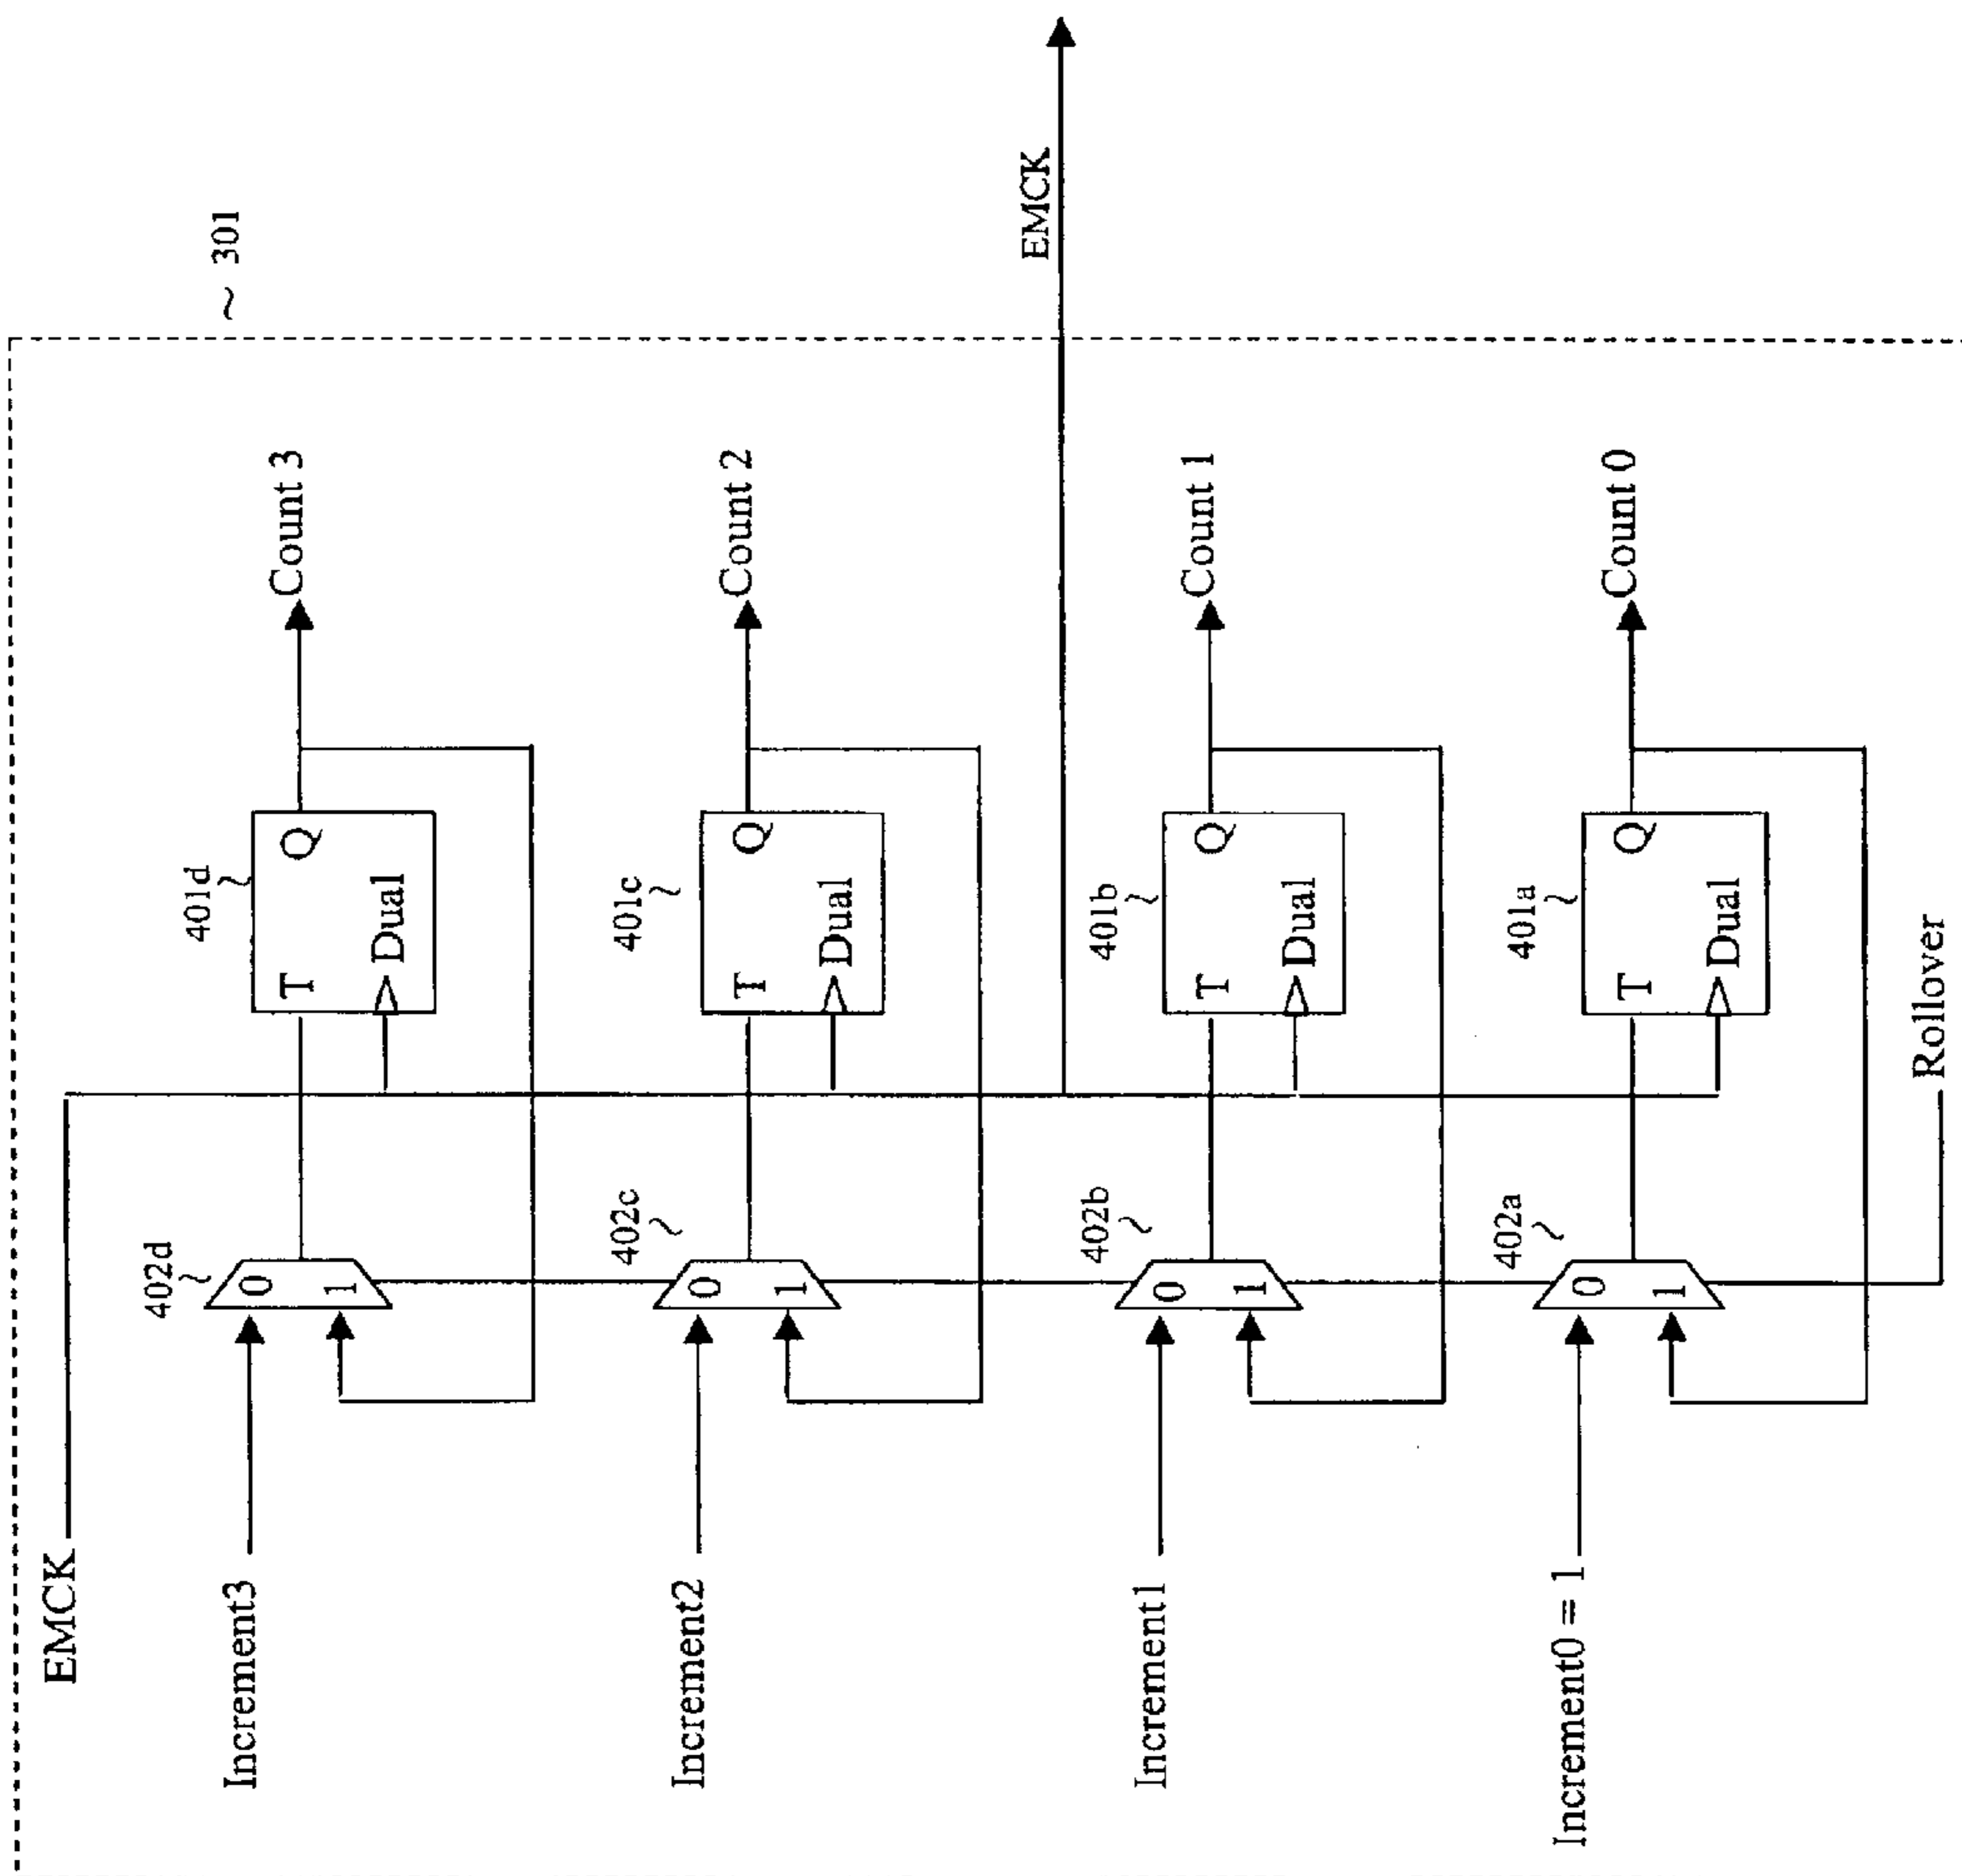 EMCK
~ 301
Increment3
402d
0
1
401d
T
Q
Dual
Count 3
Increment2
402c
0
1
401c
T
Q
Dual
Count 2
EMCK
Increment1
402b
0
1
401b
T
Q
Dual
Count 1
Increment0 = 1
402a
0
1
401a
T
Q
Dual
Count 0
Rollover